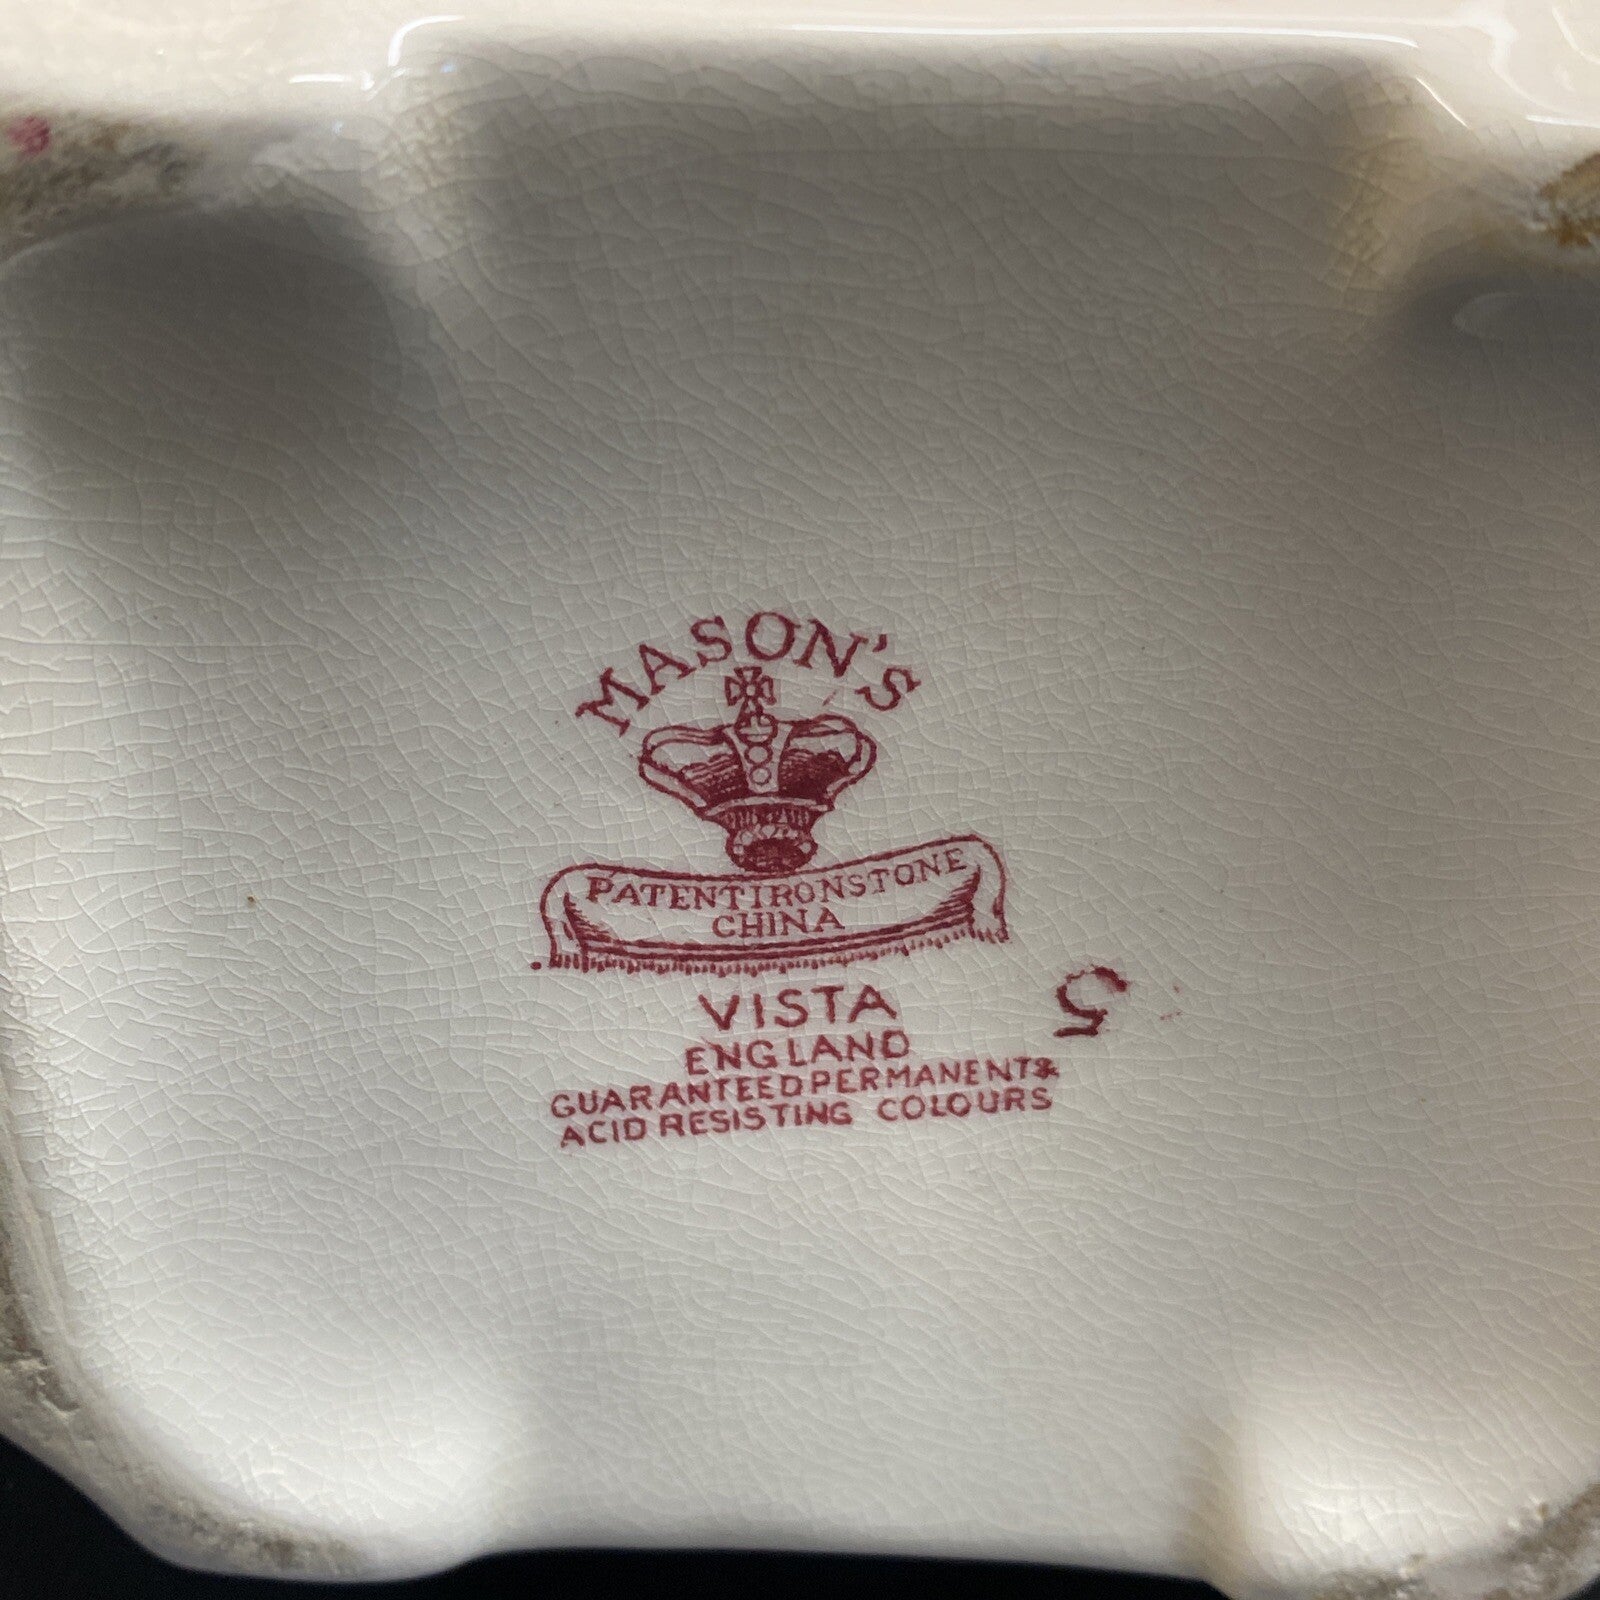 MASON'S
PATENT IRONSTONE
CHINA
VISTA
ENGLAND
GUARANTEED PERMANENT &
ACID RESISTING COLOURS
5